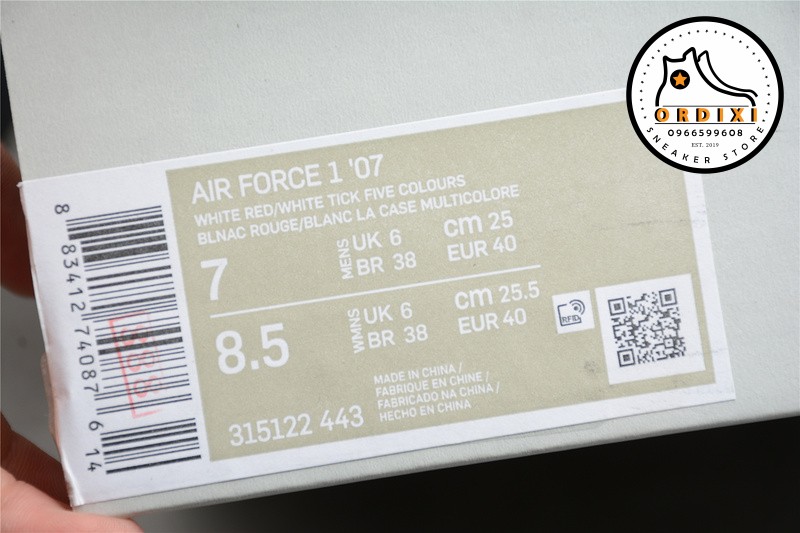 ORDIXI
0966599608
EST. 2019
SNEAKER STORE
AIR FORCE 1 '07
WHITE RED/WHITE TICK FIVE COLOURS
BLNAC ROUGE/BLANC LA CASE MULTICOLORE
7
MENS
UK 6
cm 25
BR 38
EUR 40
8.5
WMNS
UK 6
cm 25.5
BR 38
EUR 40
RFID
MADE IN CHINA /
FABRIQUE EN CHINE /
FABRICADO NA CHINA /
HECHO EN CHINA
315122 443
8 83412 74087 6 14